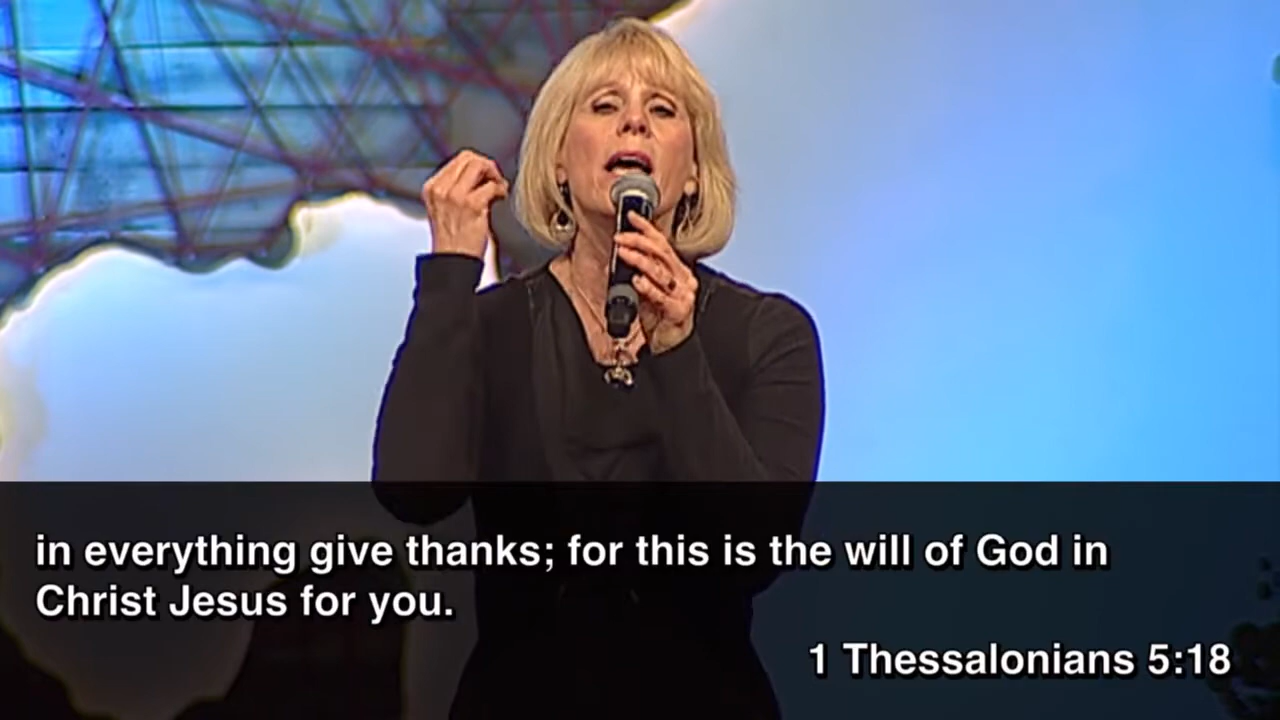 in everything give thanks; for this is the will of God in
Christ Jesus for you.
1 Thessalonians 5:18